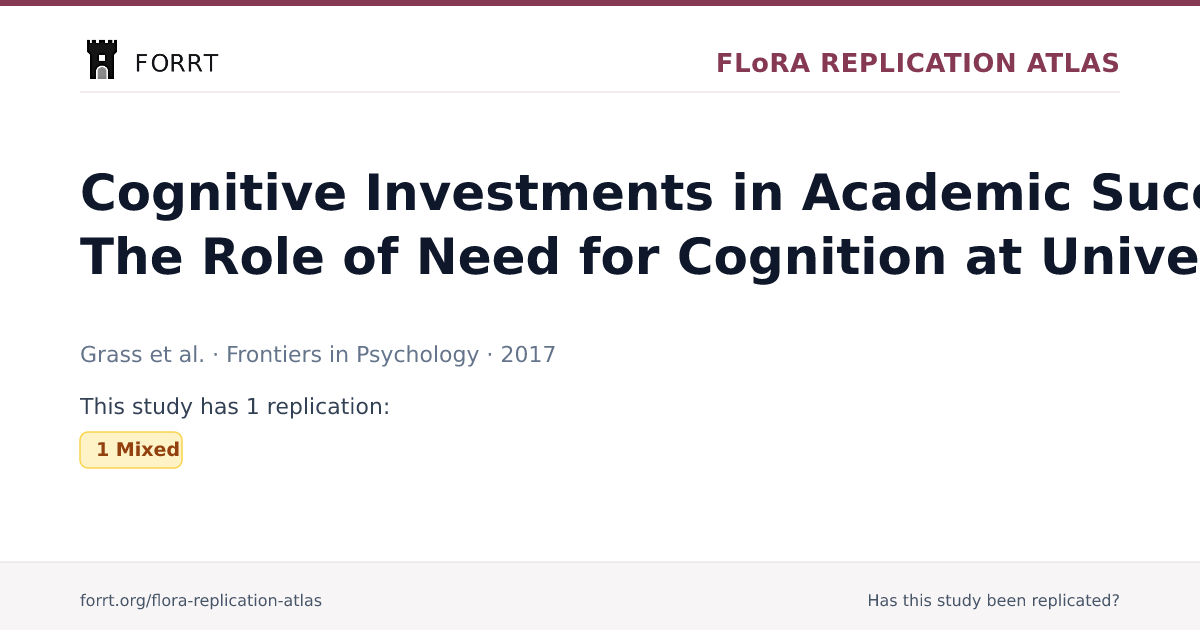 FORRT
FLoRA REPLICATION ATLAS
Cognitive Investments in Academic
The Role of Need for Cognition at
Grass et al. · Frontiers in Psychology · 2017
This study has 1 replication:
1 Mixed
forrt.org/flora-replication-atlas
Has this study been replicated?